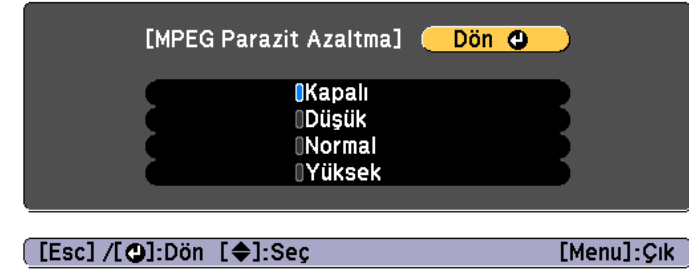 [MPEG Parazit Azaltma] Dön
Kapalı
Düşük
Normal
Yüksek
[Esc] /[⏎]:Dön [◆]:Seç [Menu]:Çık